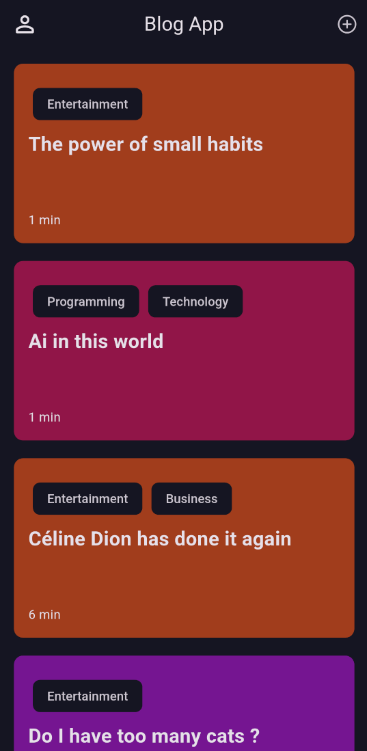 Blog App
Entertainment
The power of small habits
1 min
Programming Technology
Ai in this world
1 min
Entertainment Business
Céline Dion has done it again
6 min
Entertainment
Do I have too many cats ?